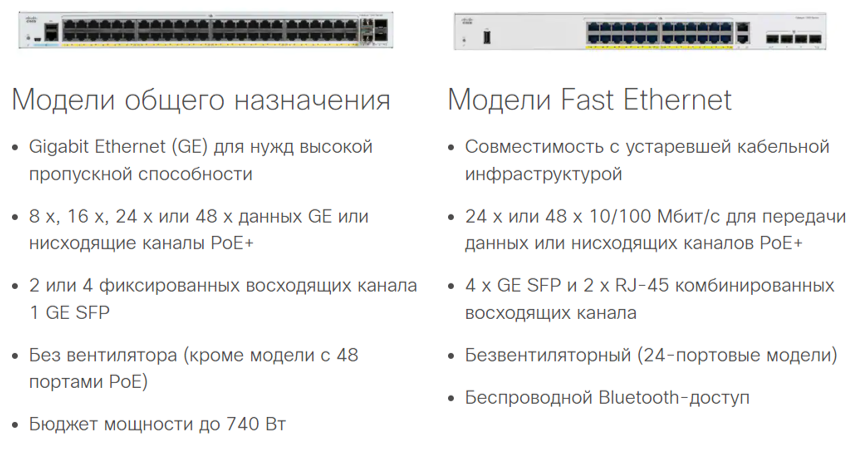 Модели общего назначения
• Gigabit Ethernet (GE) для нужд высокой
пропускной способности
• 8 x, 16 x, 24 x или 48 x данных GE или
нисходящие каналы PoE+
• 2 или 4 фиксированных восходящих канала
1 GE SFP
• Без вентилятора (кроме модели с 48
портами PoE)
• Бюджет мощности до 740 Вт
Модели Fast Ethernet
• Совместимость с устаревшей кабельной
инфраструктурой
• 24 x или 48 x 10/100 Мбит/с для передачи
данных или нисходящих каналов PoE+
• 4 x GE SFP и 2 x RJ-45 комбинированных
восходящих канала
• Безвентиляторный (24-портовые модели)
• Беспроводной Bluetooth-доступ